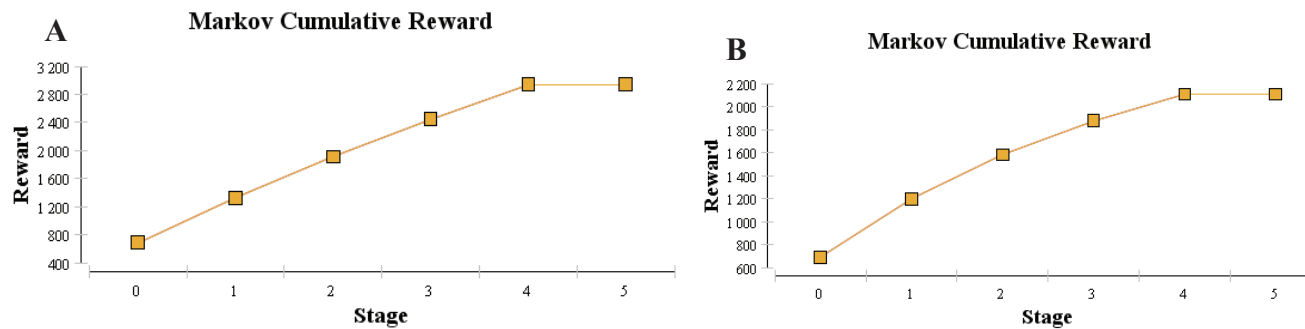 A
Markov Cumulative Reward
3 200
2 800
2 400
2 000
1 600
1 200
800
400
Reward
0 1 2 3 4 5
Stage
B
Markov Cumulative Reward
2 200
2 000
1 800
1 600
1 400
1 200
1 000
800
600
Reward
0 1 2 3 4 5
Stage